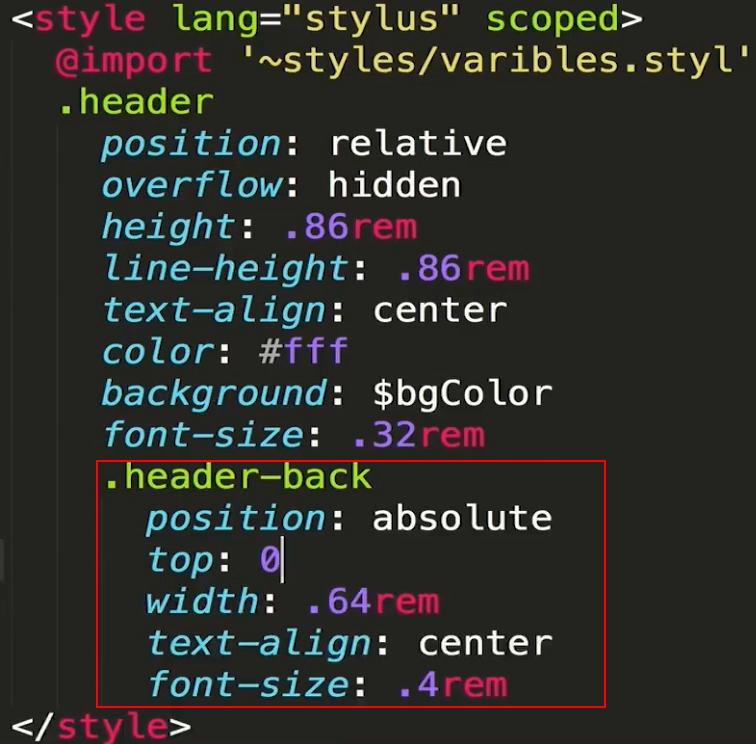 <style lang="stylus" scoped>
@import '~styles/varibles.styl'
.header
position: relative
overflow: hidden
height: .86rem
line-height: .86rem
text-align: center
color: #fff
background: $bgColor
font-size: .32rem
.header-back
position: absolute
top: 0
width: .64rem
text-align: center
font-size: .4rem
</style>